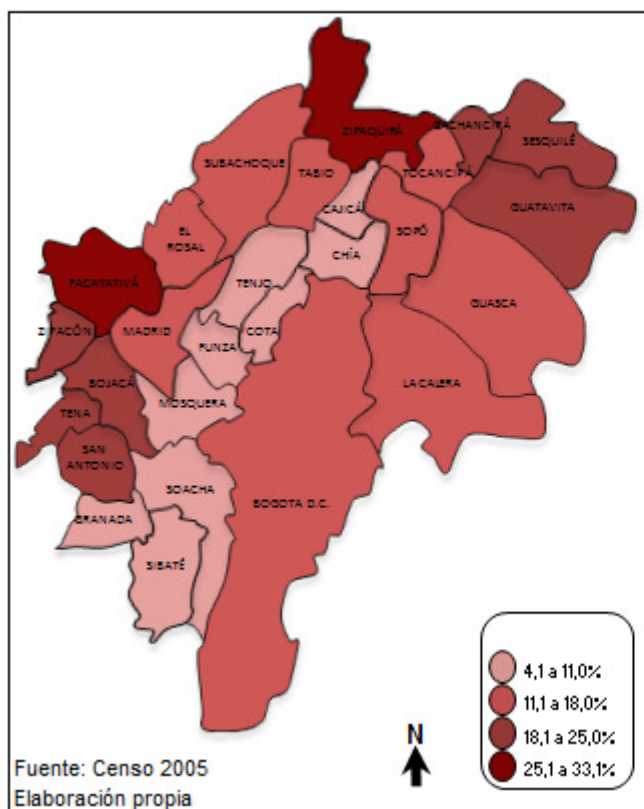 ZIPAQUIRÁ
GACHANCIPÁ
SESQUILÉ
SUBACHOQUE
TABIO
TOCANCIPÁ
CAJICÁ
GUATAVITA
EL
ROSAL
SOPÓ
CHÍA
TENJO
FACATATIVÁ
GUASCA
ZIPACÓN
MADRID
COTA
FUNZA
LA CALERA
BOJACÁ
MOSQUERA
TENA
SAN
ANTONIO
SOACHA
BOGOTA D.C.
GRANADA
SIBATÉ
4,1 a 11,0%
11,1 a 18,0%
18,1 a 25,0%
25,1 a 33,1%
N
Fuente: Censo 2005
Elaboración propia